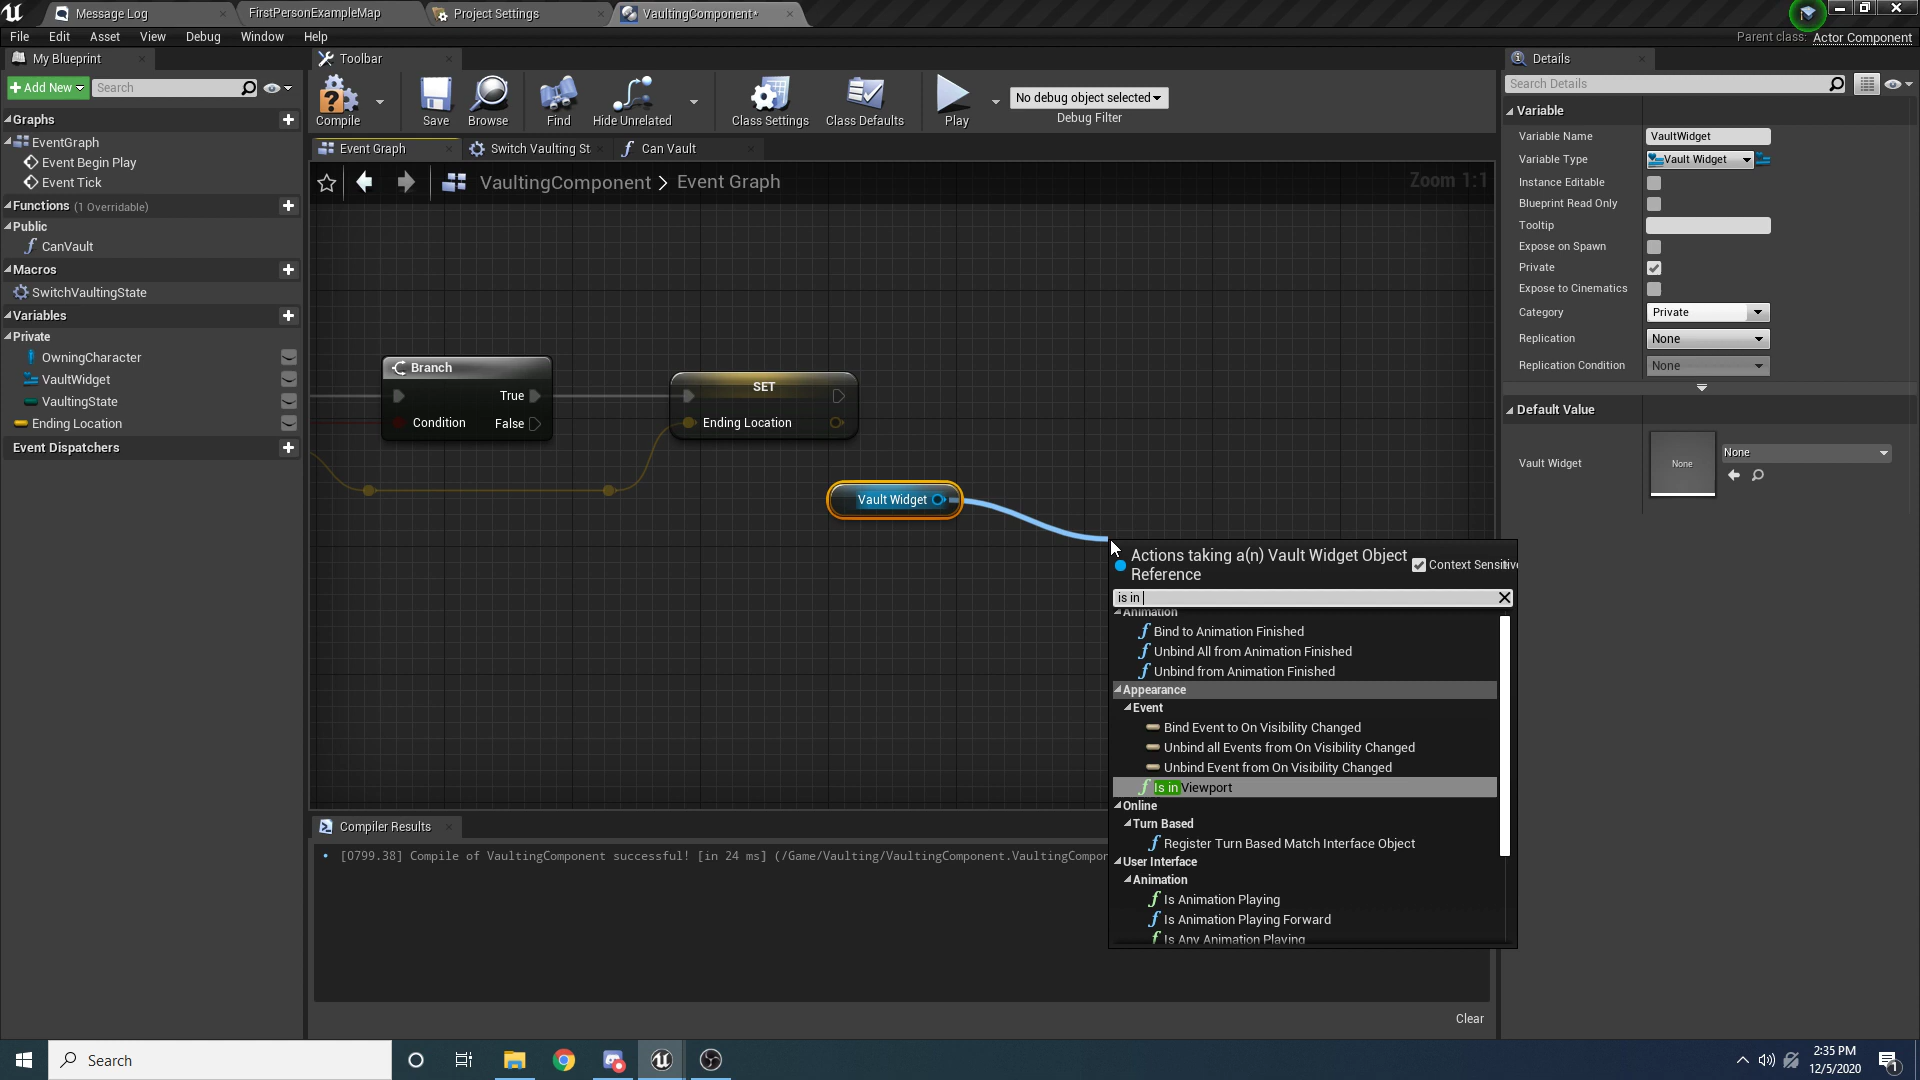 Message Log
FirstPersonExampleMap
Project Settings
VaultingComponent*
File Edit Asset View Debug Window Help
Parent class: Actor Component
My Blueprint
Add New
Search
Graphs
EventGraph
Event Begin Play
Event Tick
Functions (1 Overridable)
Public
CanVault
Macros
SwitchVaultingState
Variables
Private
OwningCharacter
VaultWidget
VaultingState
Ending Location
Event Dispatchers
Toolbar
Compile
Save
Browse
Find
Hide Unrelated
Class Settings
Class Defaults
Play
No debug object selected
Debug Filter
Event Graph
Switch Vaulting St
Can Vault
VaultingComponent > Event Graph
Zoom 1:1
Branch
True
Condition False
SET
Ending Location
Vault Widget
Actions taking a(n) Vault Widget Object
Reference
Context Sensitive
is in
Animation
Bind to Animation Finished
Unbind All from Animation Finished
Unbind from Animation Finished
Appearance
Event
Bind Event to On Visibility Changed
Unbind all Events from On Visibility Changed
Unbind Event from On Visibility Changed
Is in Viewport
Online
Turn Based
Register Turn Based Match Interface Object
User Interface
Animation
Is Animation Playing
Is Animation Playing Forward
Is Any Animation Playing
Compiler Results
[0799.38] Compile of VaultingComponent successful! [in 24 ms] (/Game/Vaulting/VaultingComponent.VaultingCompor
Clear
Details
Search Details
Variable
Variable Name VaultWidget
Variable Type Vault Widget
Instance Editable
Blueprint Read Only
Tooltip
Expose on Spawn
Private
Expose to Cinematics
Category Private
Replication None
Replication Condition None
Default Value
Vault Widget None None
Search
2:35 PM
12/5/2020
1